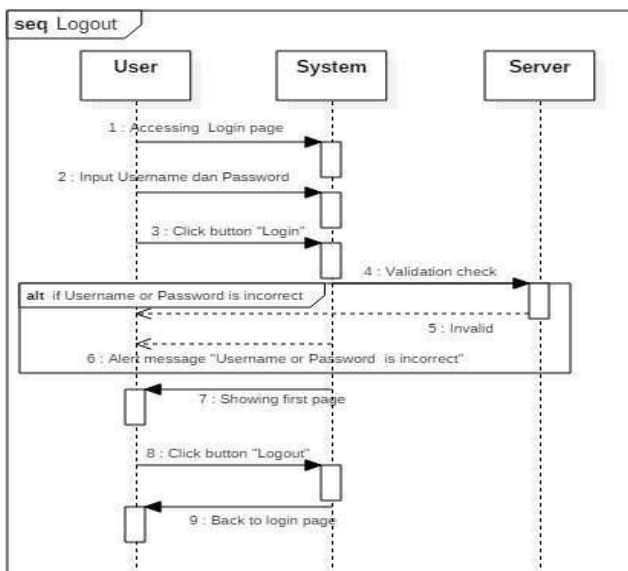 seq Logout
User
System
Server
1 : Accessing Login page
2 : Input Username dan Password
3 : Click button "Login"
4 : Validation check
alt if Username or Password is incorrect
5 : Invalid
6 : Alert message "Username or Password is incorrect"
7 : Showing first page
8 : Click button "Logout"
9 : Back to login page